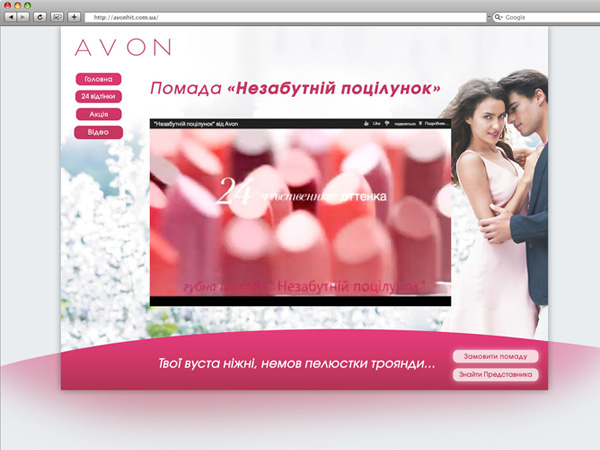 http://avonhit.com.ua/
Google
AVON
Головна
24 відтінки
Акція
Відео
Помада «Незабутній поцілунок»
"Незабутній поцілунок" від Avon
Like
поделиться
Подробнее...
24 чувственных оттенка
губна помада "Незабутній поцілунок"
Твої вуста ніжні, немов пелюстки троянди...
Замовити помаду
Знайти Представника